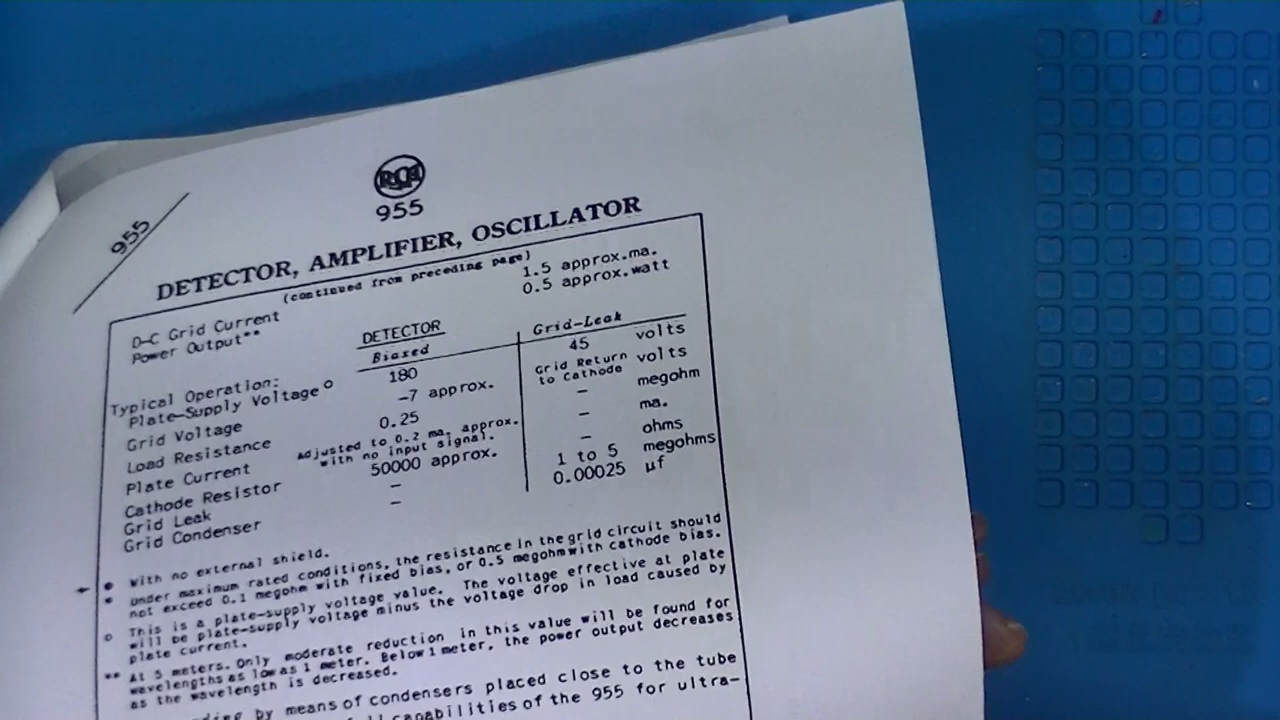 RCA
955
955
DETECTOR, AMPLIFIER, OSCILLATOR
(continued from preceding page)
D-C Grid Current 1.5 approx.ma.
Power Output** 0.5 approx.watt
DETECTOR
Biased Grid-Leak
Typical Operation:
Plate-Supply Voltage° 180 45 volts
Grid Voltage -7 approx. Grid Return to Cathode volts
Load Resistance 0.25 - megohm
Plate Current Adjusted to 0.2 ma. approx. with no input signal. - ma.
Cathode Resistor 50000 approx. - ohms
Grid Leak - 1 to 5 megohms
Grid Condenser - 0.00025 µf
● With no external shield.
* Under maximum rated conditions, the resistance in the grid circuit should
not exceed 0.1 megohm with fixed bias, or 0.5 megohm with cathode bias.
o This is a plate-supply voltage value. The voltage effective at plate
will be plate-supply voltage minus the voltage drop in load caused by
plate current.
** At 5 meters. Only moderate reduction in this value will be found for
wavelengths as low as 1 meter. Below 1 meter, the power output decreases
as the wavelength is decreased.
by means of condensers placed close to the tube
capabilities of the 955 for ultra-